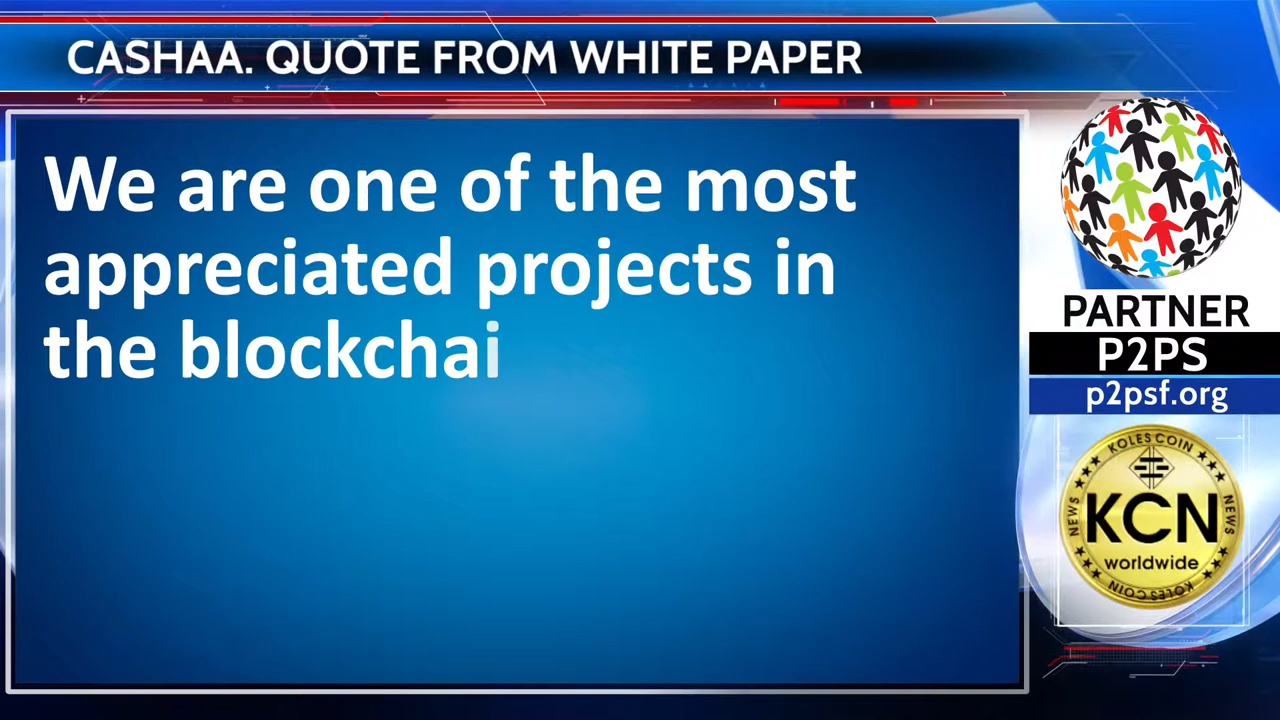 CASHAA. QUOTE FROM WHITE PAPER
We are one of the most
appreciated projects in
the blockchai
PARTNER
P2PS
p2psf.org
KOLES COIN
NEWS
KCN
NEWS
worldwide
KOLES COIN